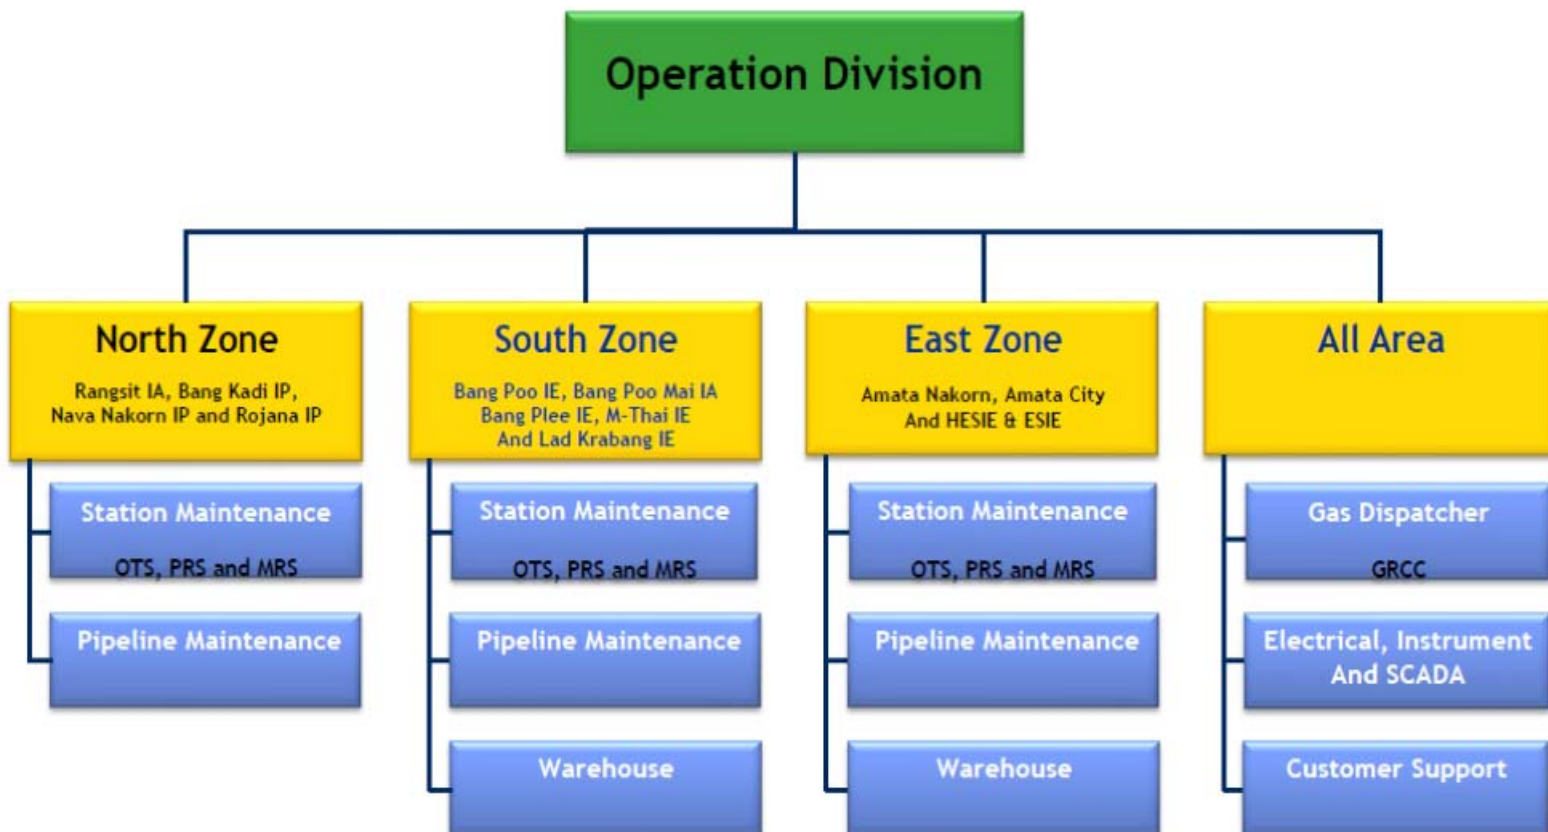 Operation Division
North Zone
Rangsit IA, Bang Kadi IP,
Nava Nakorn IP and Rojana IP
Station Maintenance
OTS, PRS and MRS
Pipeline Maintenance
South Zone
Bang Poo IE, Bang Poo Mai IA
Bang Plee IE, M-Thai IE
And Lad Krabang IE
Station Maintenance
OTS, PRS and MRS
Pipeline Maintenance
Warehouse
East Zone
Amata Nakorn, Amata City
And HESIE & ESIE
Station Maintenance
OTS, PRS and MRS
Pipeline Maintenance
Warehouse
All Area
Gas Dispatcher
GRCC
Electrical, Instrument
And SCADA
Customer Support